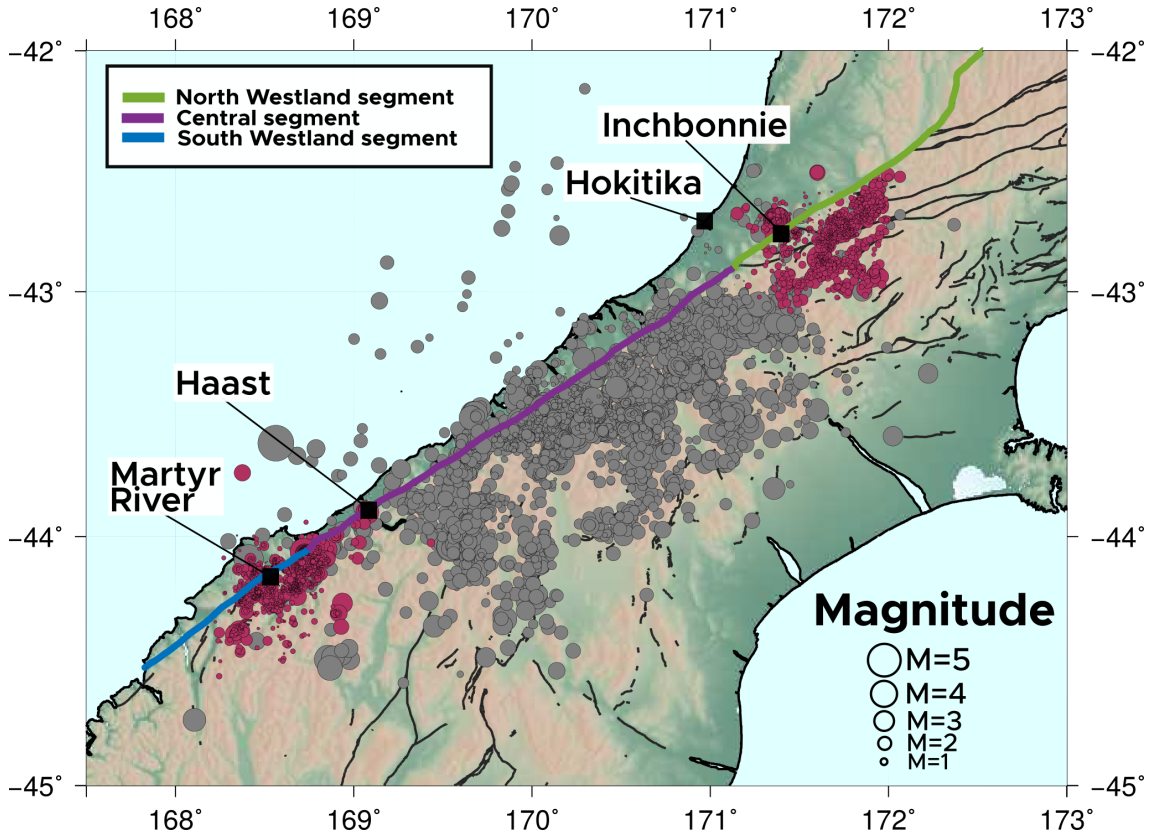 168° 169° 170° 171° 172° 173°
−42° −42°
North Westland segment
Central segment
South Westland segment
Inchbonnie
Hokitika
−43° −43°
Haast
Martyr
River
−44° −44°
Magnitude
M=5
M=4
M=3
M=2
M=1
−45° −45°
168° 169° 170° 171° 172° 173°